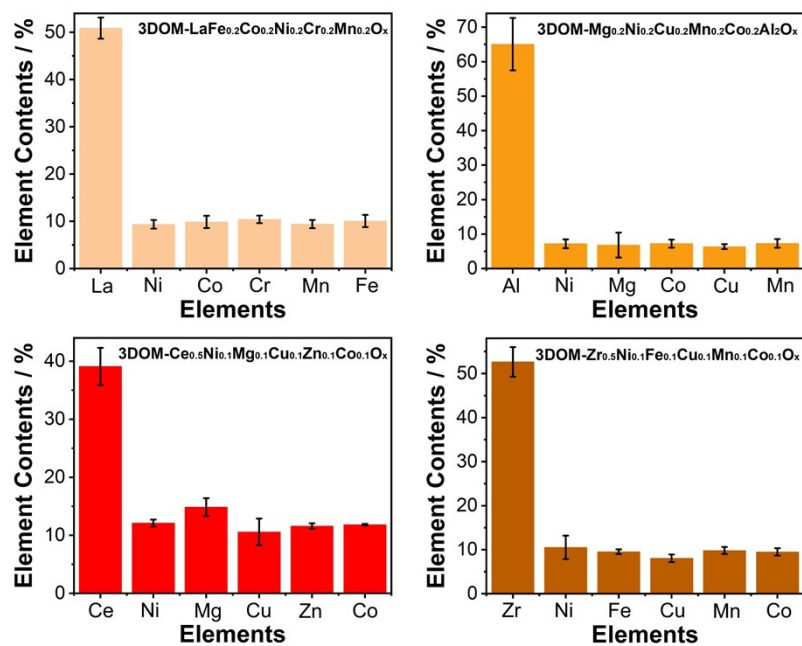 3DOM-LaFe0.2Co0.2Ni0.2Cr0.2Mn0.2Ox
Element Contents / %
50
40
30
20
10
0
La Ni Co Cr Mn Fe
Elements
3DOM-Mg0.2Ni0.2Cu0.2Mn0.2Co0.2Al2Ox
Element Contents / %
70
60
50
40
30
20
10
0
Al Ni Mg Co Cu Mn
Elements
3DOM-Ce0.5Ni0.1Mg0.1Cu0.1Zn0.1Co0.1Ox
Element Contents / %
40
30
20
10
0
Ce Ni Mg Cu Zn Co
Elements
3DOM-Zr0.5Ni0.1Fe0.1Cu0.1Mn0.1Co0.1Ox
Element Contents / %
50
40
30
20
10
0
Zr Ni Fe Cu Mn Co
Elements